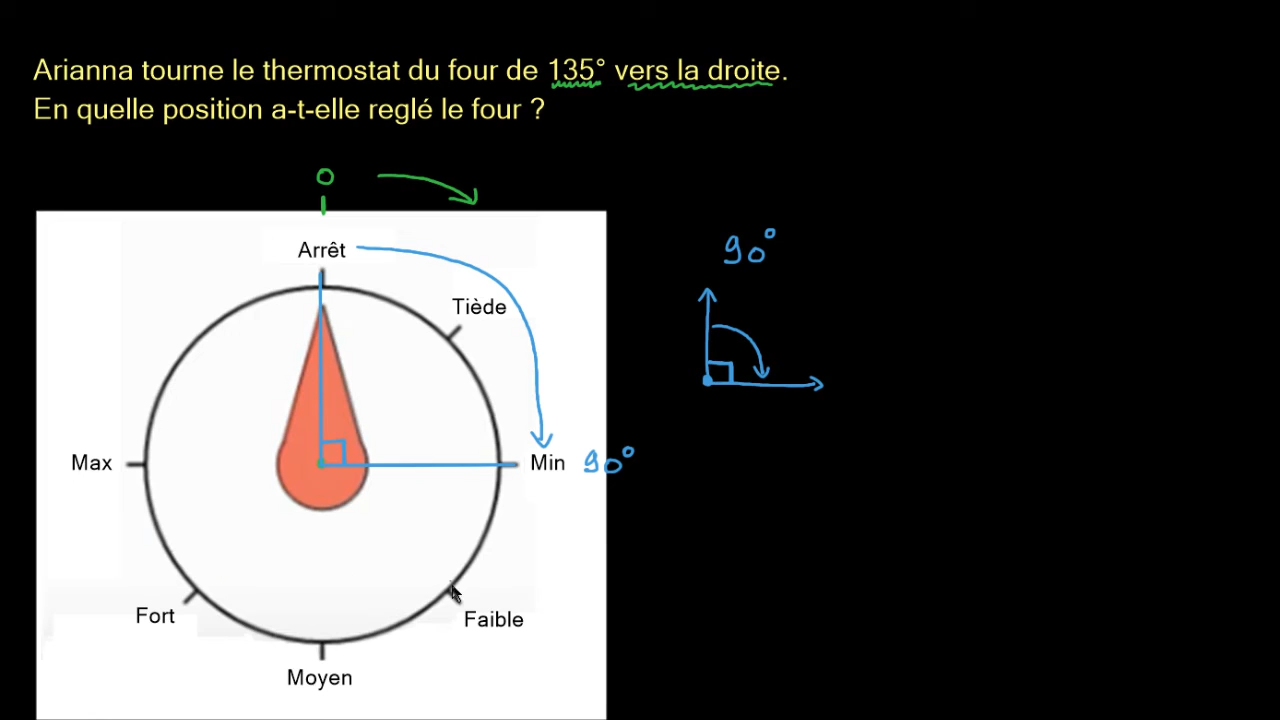 Arianna tourne le thermostat du four de 135° vers la droite.
En quelle position a-t-elle reglé le four ?
0
90°
Arrêt
Tiède
Max
Min 90°
Fort
Faible
Moyen